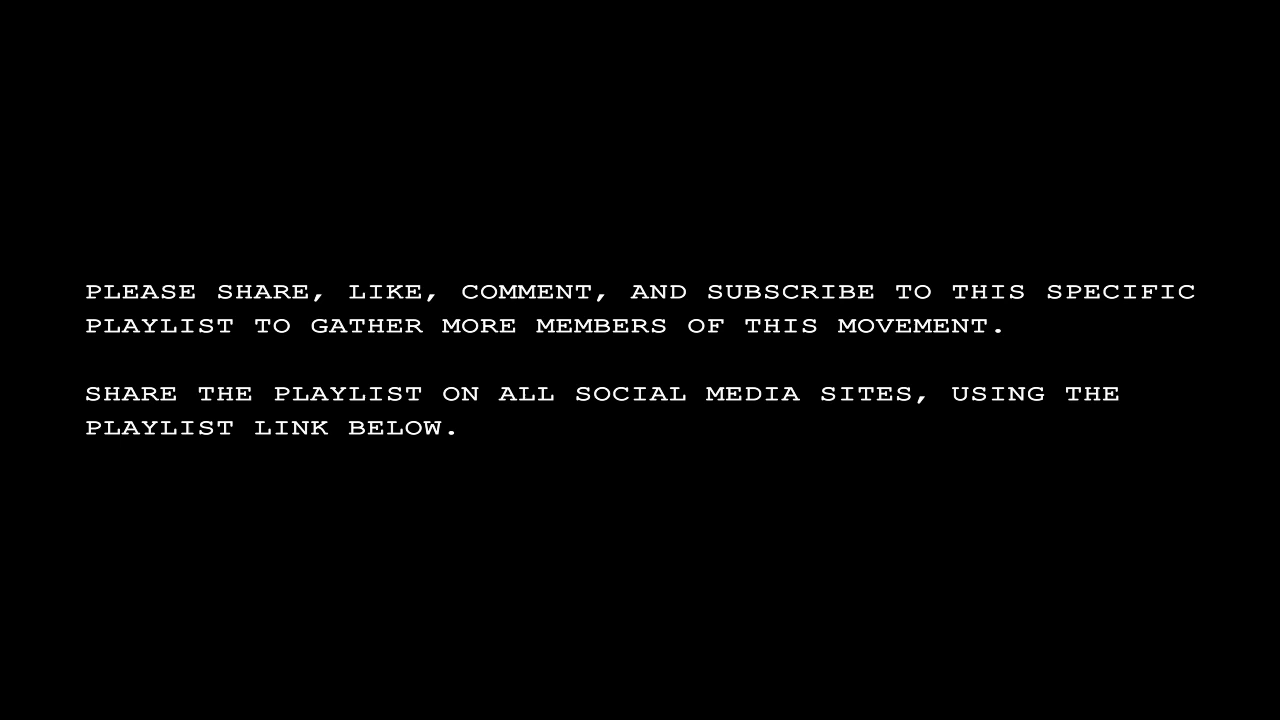 PLEASE SHARE, LIKE, COMMENT, AND SUBSCRIBE TO THIS SPECIFIC
PLAYLIST TO GATHER MORE MEMBERS OF THIS MOVEMENT.
SHARE THE PLAYLIST ON ALL SOCIAL MEDIA SITES, USING THE
PLAYLIST LINK BELOW.